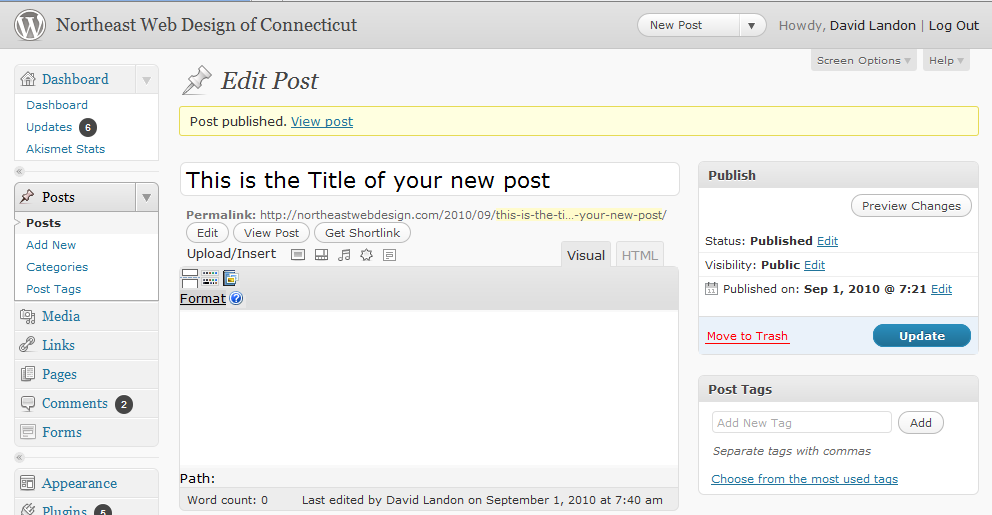 Northeast Web Design of Connecticut
New Post
Howdy, David Landon | Log Out
Screen Options
Help
Dashboard
Dashboard
Updates 6
Akismet Stats
Posts
Posts
Add New
Categories
Post Tags
Media
Links
Pages
Comments 2
Forms
Appearance
Plugins 5
Edit Post
Post published. View post
This is the Title of your new post
Permalink: http://northeastwebdesign.com/2010/09/this-is-the-ti...-your-new-post/
Edit View Post Get Shortlink
Upload/Insert
Visual HTML
Format
Path:
Word count: 0 Last edited by David Landon on September 1, 2010 at 7:40 am
Publish
Preview Changes
Status: Published Edit
Visibility: Public Edit
Published on: Sep 1, 2010 @ 7:21 Edit
Move to Trash Update
Post Tags
Add New Tag Add
Separate tags with commas
Choose from the most used tags